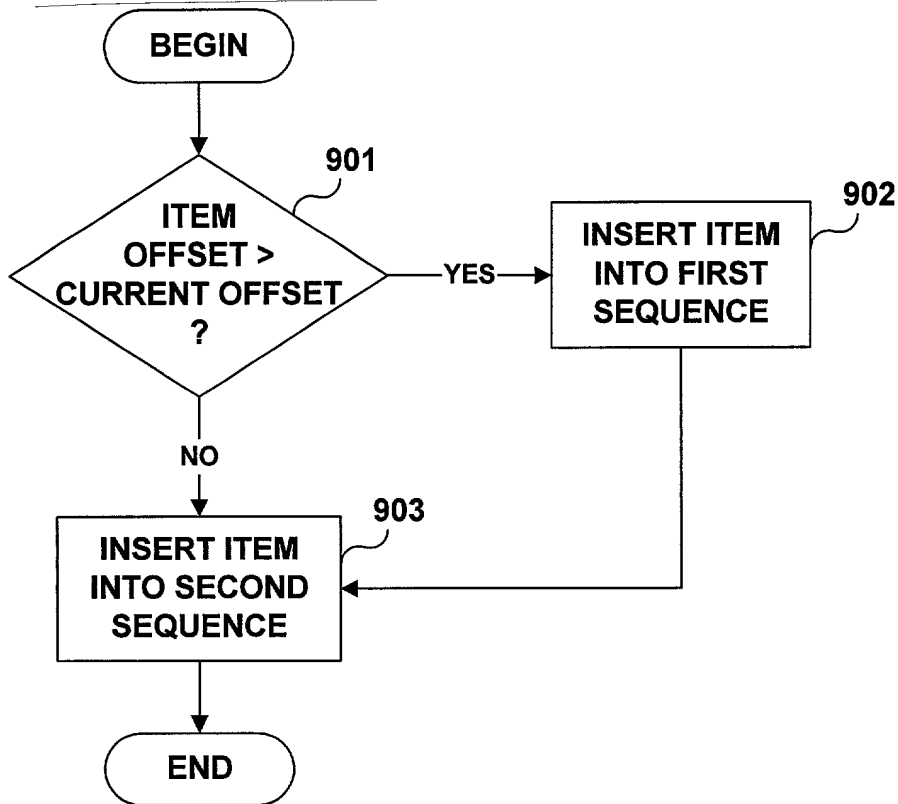 BEGIN
901
ITEM
OFFSET >
CURRENT OFFSET
?
YES
902
INSERT ITEM
INTO FIRST
SEQUENCE
NO
903
INSERT ITEM
INTO SECOND
SEQUENCE
END